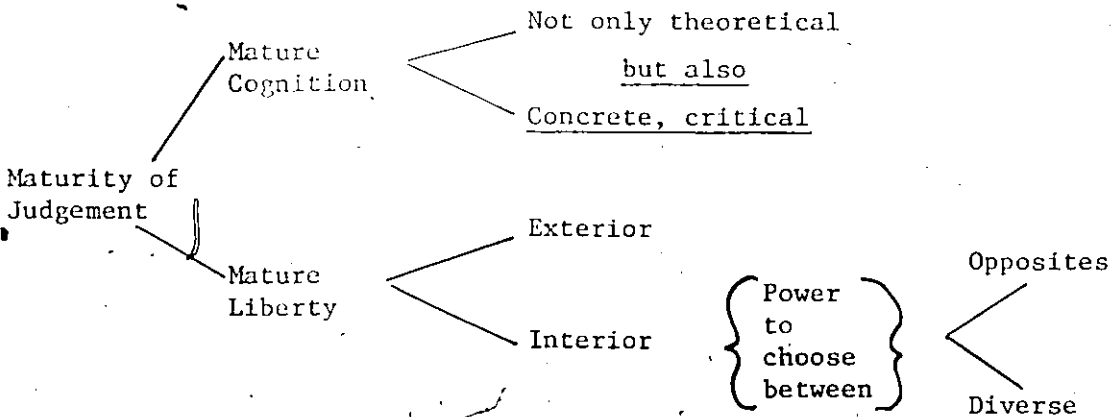 Not only theoretical
Mature
Cognition
but also
Concrete, critical
Maturity of
Judgement
Exterior
Mature
Liberty
Interior
Power
to
choose
between
Opposites
Diverse